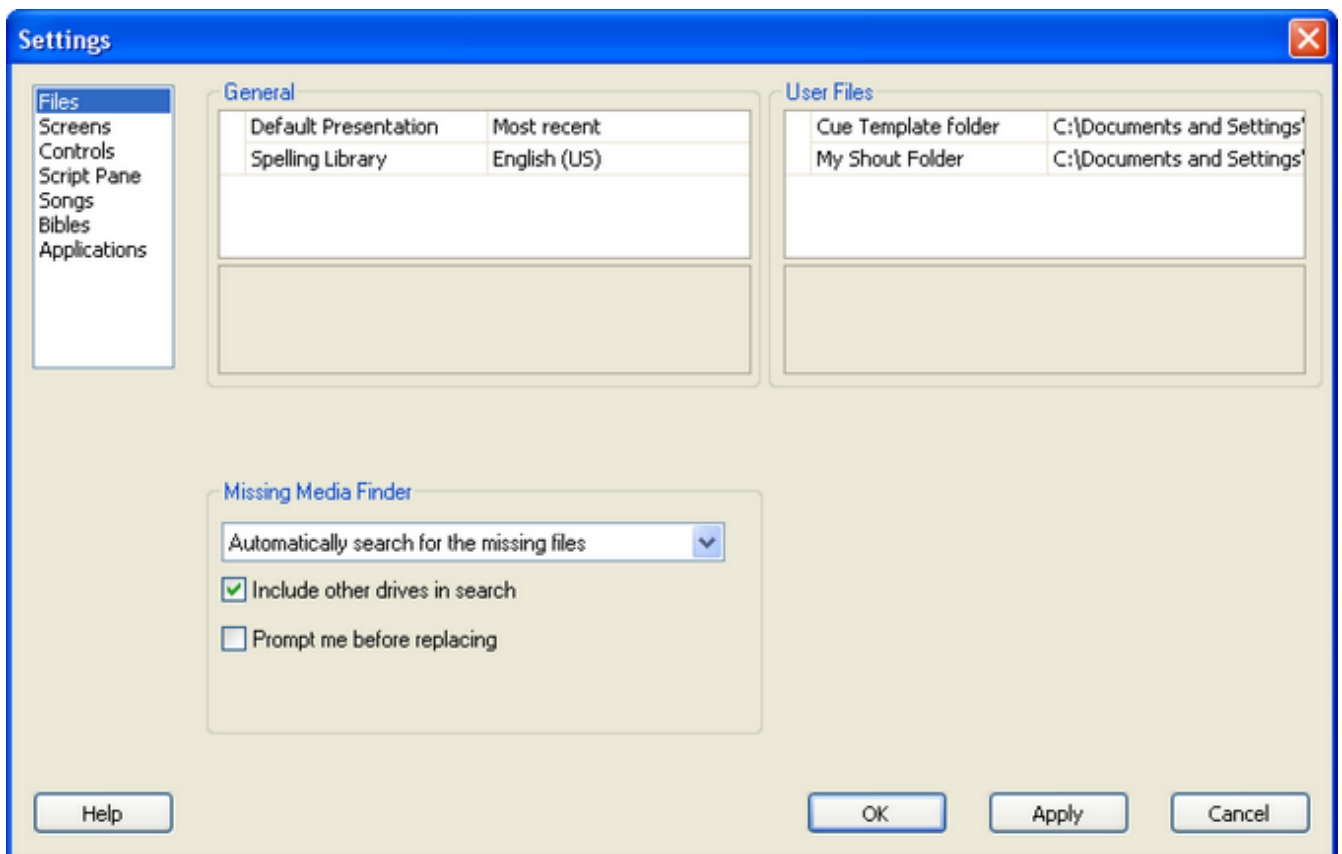 Settings
Files
Screens
Controls
Script Pane
Songs
Bibles
Applications
General
Default Presentation Most recent
Spelling Library English (US)
User Files
Cue Template folder C:\Documents and Settings'
My Shout Folder C:\Documents and Settings'
Missing Media Finder
Automatically search for the missing files
Include other drives in search
Prompt me before replacing
Help
OK
Apply
Cancel